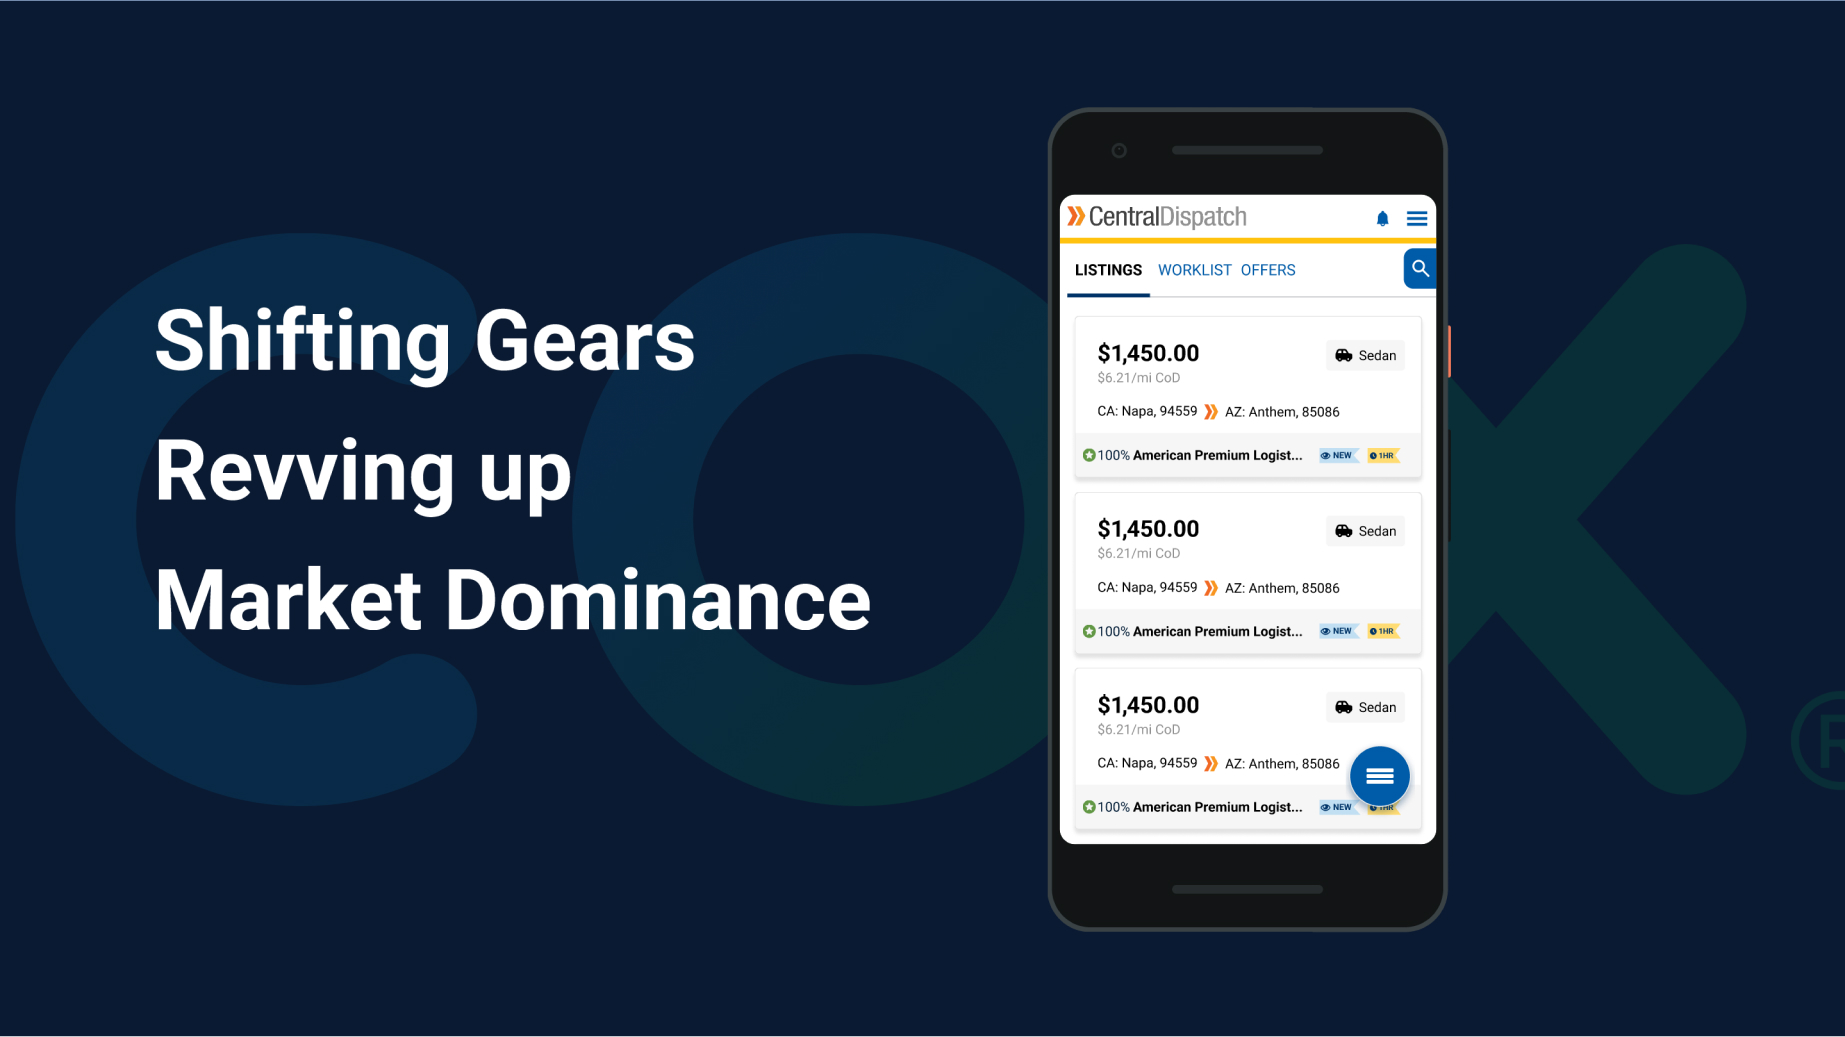 COX®
Shifting Gears
Revving up
Market Dominance
CentralDispatch
LISTINGS WORKLIST OFFERS
$1,450.00 Sedan
$6.21/mi CoD
CA: Napa, 94559 AZ: Anthem, 85086
100% American Premium Logist... NEW 1HR
$1,450.00 Sedan
$6.21/mi CoD
CA: Napa, 94559 AZ: Anthem, 85086
100% American Premium Logist... NEW 1HR
$1,450.00 Sedan
$6.21/mi CoD
CA: Napa, 94559 AZ: Anthem, 85086
100% American Premium Logist... NEW 1HR